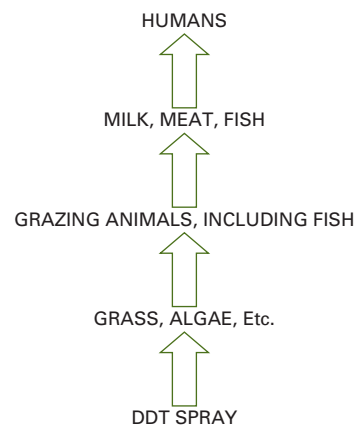 HUMANS
MILK, MEAT, FISH
GRAZING ANIMALS, INCLUDING FISH
GRASS, ALGAE, Etc.
DDT SPRAY